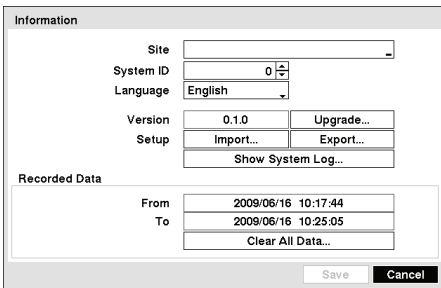 Information
Site
System ID 0
Language English
Version 0.1.0 Upgrade...
Setup Import... Export...
Show System Log...
Recorded Data
From 2009/06/16 10:17:44
To 2009/06/16 10:25:05
Clear All Data...
Save Cancel